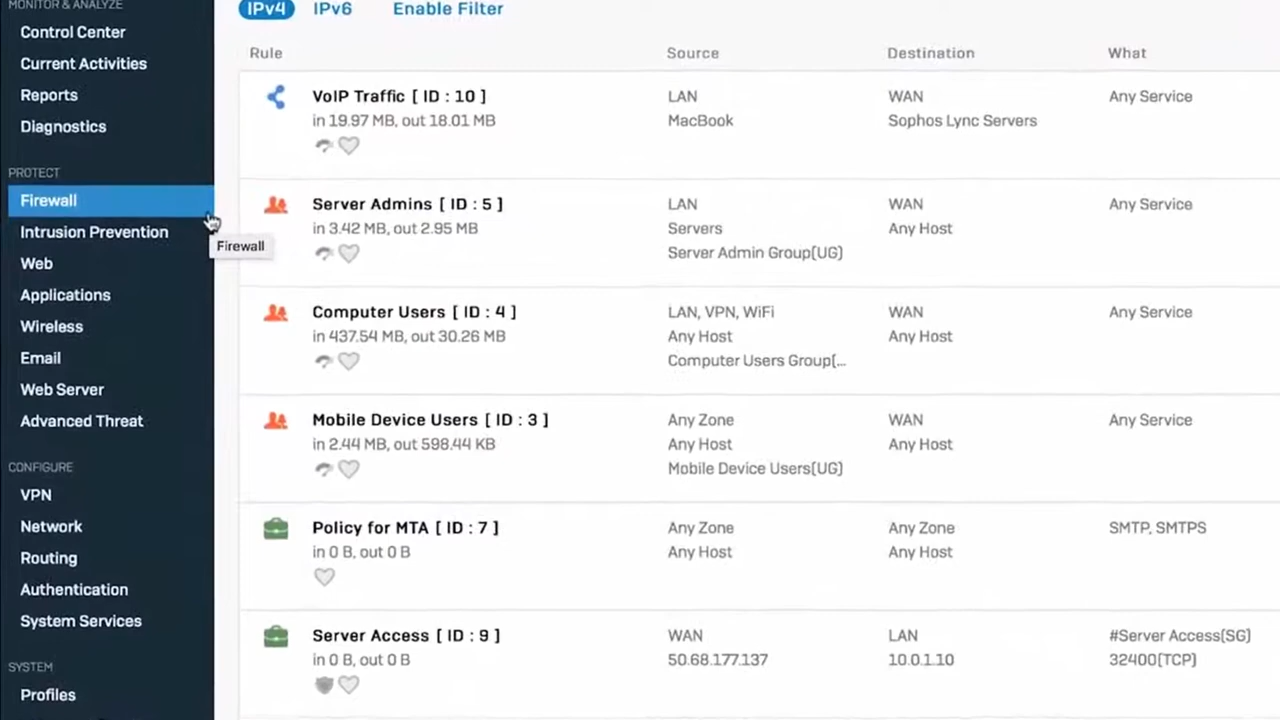 MONITOR & ANALYZE
Control Center
Current Activities
Reports
Diagnostics
PROTECT
Firewall
Intrusion Prevention
Firewall
Web
Applications
Wireless
Email
Web Server
Advanced Threat
CONFIGURE
VPN
Network
Routing
Authentication
System Services
SYSTEM
Profiles
IPv4 IPv6 Enable Filter
Rule Source Destination What
VoIP Traffic [ ID : 10 ] LAN WAN Any Service
in 19.97 MB, out 18.01 MB MacBook Sophos Lync Servers
Server Admins [ ID : 5 ] LAN WAN Any Service
in 3.42 MB, out 2.95 MB Servers Any Host
Server Admin Group(UG)
Computer Users [ ID : 4 ] LAN, VPN, WiFi WAN Any Service
in 437.54 MB, out 30.26 MB Any Host Any Host
Computer Users Group(...
Mobile Device Users [ ID : 3 ] Any Zone WAN Any Service
in 2.44 MB, out 598.44 KB Any Host Any Host
Mobile Device Users(UG)
Policy for MTA [ ID : 7 ] Any Zone Any Zone SMTP, SMTPS
in 0 B, out 0 B Any Host Any Host
Server Access [ ID : 9 ] WAN LAN #Server Access(SG)
in 0 B, out 0 B 50.68.177.137 10.0.1.10 32400(TCP)